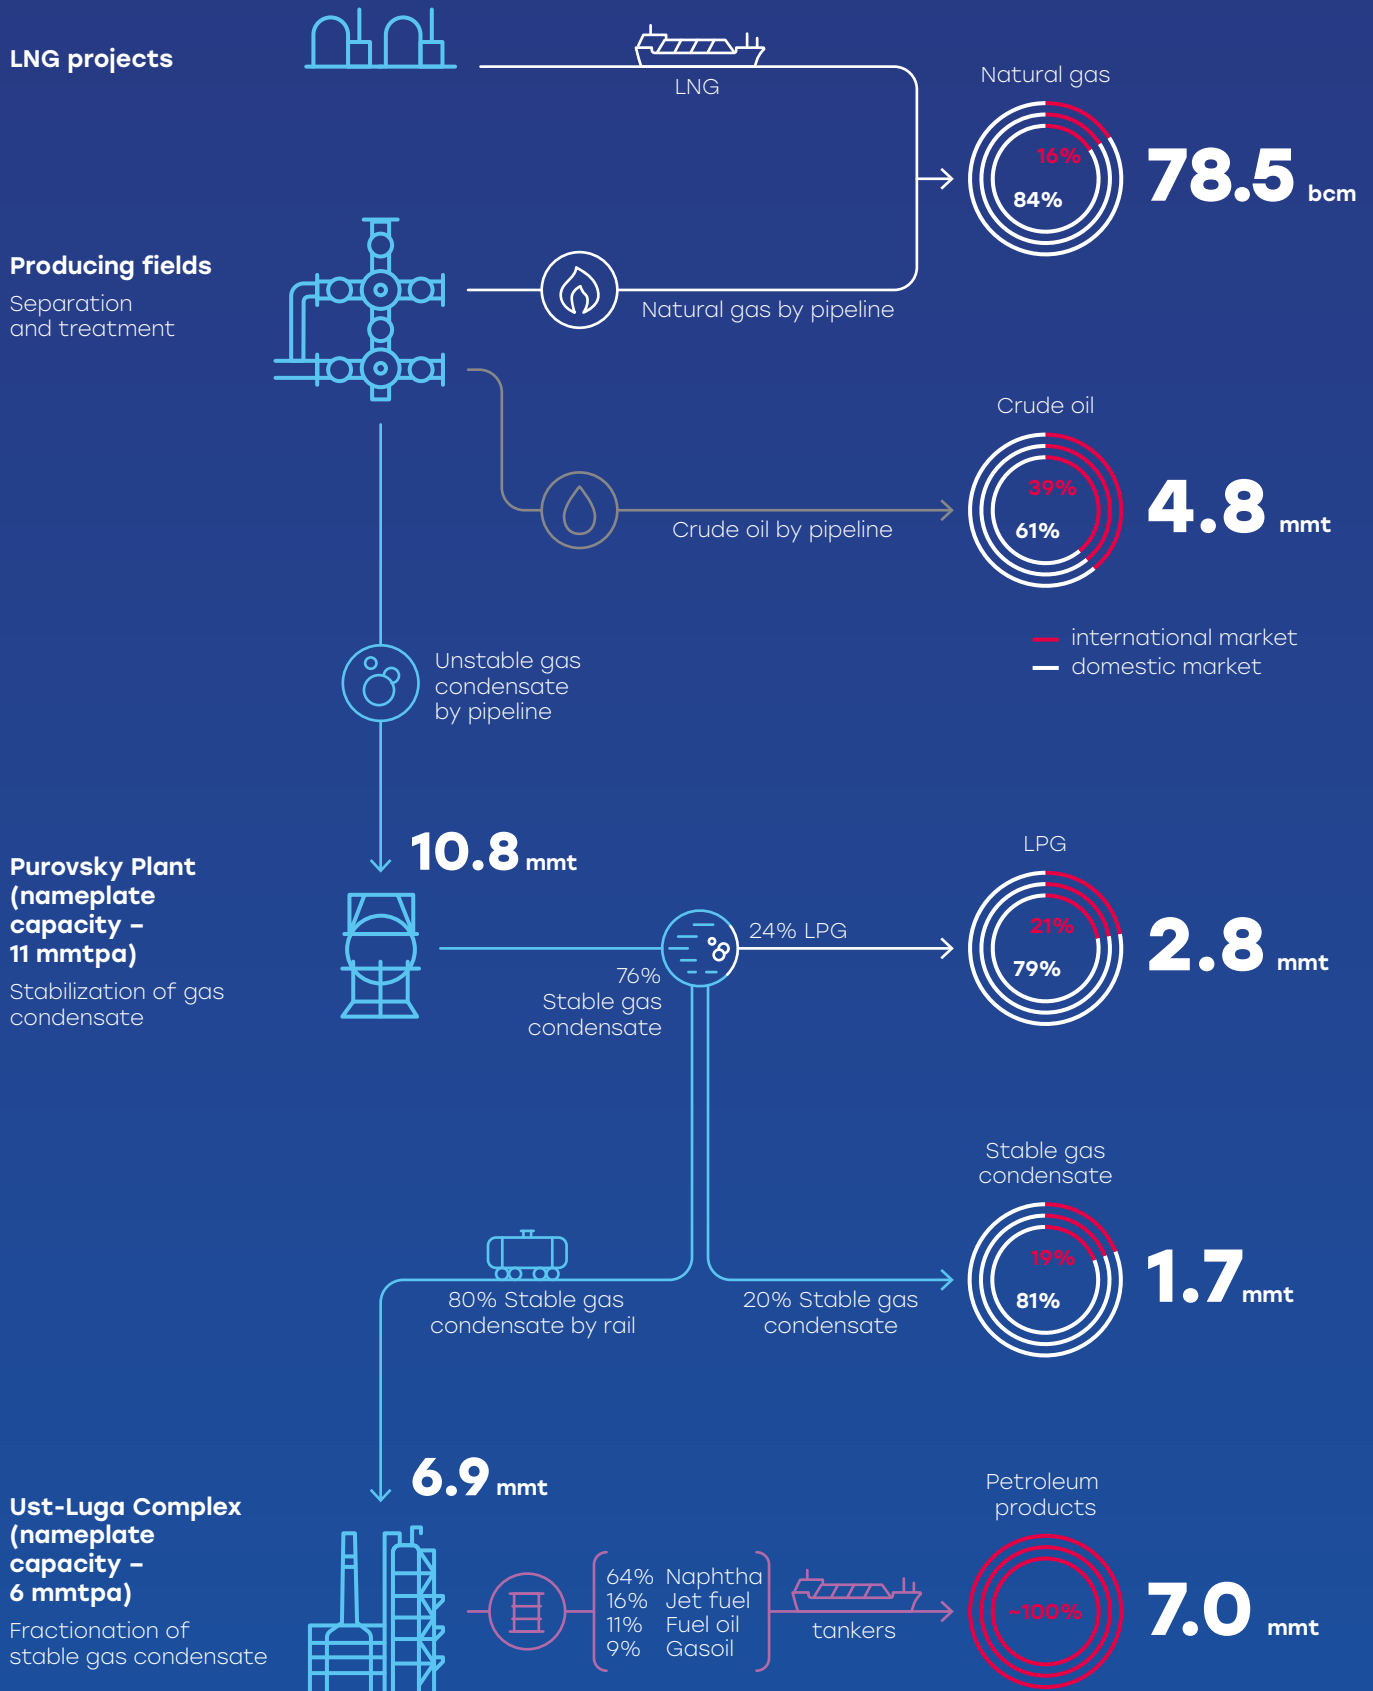 LNG projects
LNG
Natural gas
16%
84%
78.5 bcm
Producing fields
Separation
and treatment
Natural gas by pipeline
Crude oil
39%
61%
4.8 mmt
Crude oil by pipeline
international market
domestic market
Unstable gas
condensate
by pipeline
10.8 mmt
Purovsky Plant
(nameplate
capacity –
11 mmtpa)
Stabilization of gas
condensate
24% LPG
76%
Stable gas
condensate
LPG
21%
79%
2.8 mmt
Stable gas
condensate
19%
81%
1.7 mmt
80% Stable gas
condensate by rail
20% Stable gas
condensate
6.9 mmt
Ust-Luga Complex
(nameplate
capacity –
6 mmtpa)
Fractionation of
stable gas condensate
64% Naphtha
16% Jet fuel
11% Fuel oil
9% Gasoil
tankers
Petroleum
products
~100%
7.0 mmt